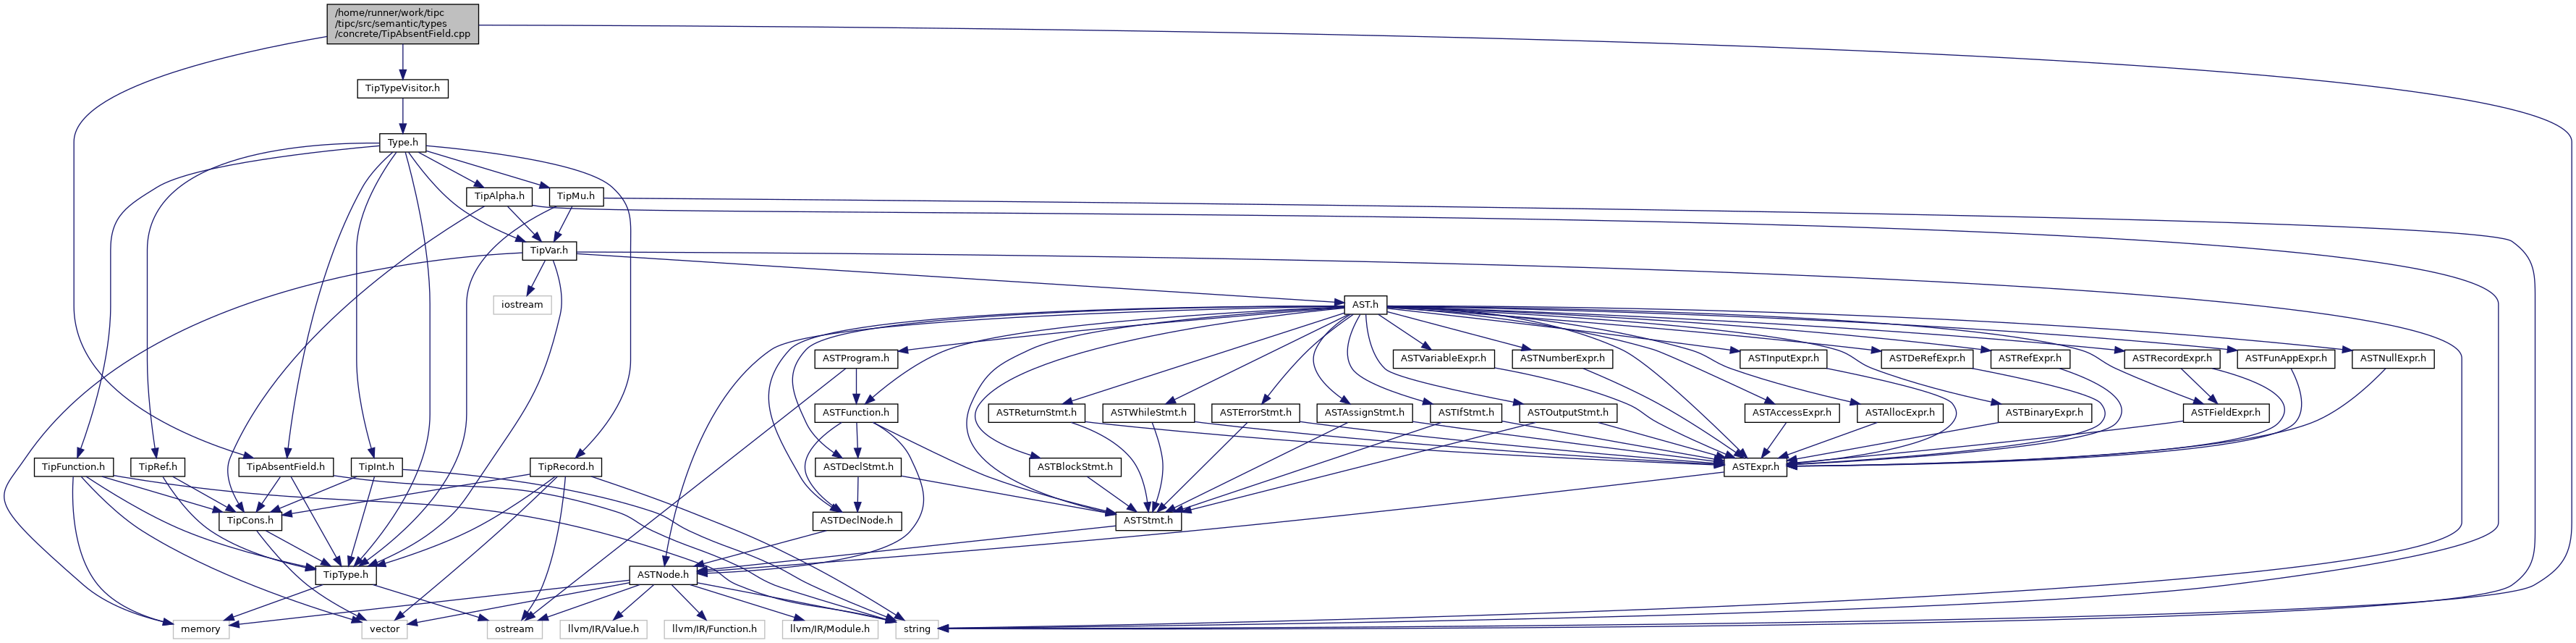 /home/runner/work/tipc
/tipc/src/semantic/types
/concrete/TipAbsentField.cpp
TipTypeVisitor.h
Type.h
TipAlpha.h
TipMu.h
TipVar.h
iostream
AST.h
ASTProgram.h
ASTVariableExpr.h
ASTNumberExpr.h
ASTInputExpr.h
ASTDeRefExpr.h
ASTRefExpr.h
ASTRecordExpr.h
ASTFunAppExpr.h
ASTNullExpr.h
ASTFunction.h
ASTReturnStmt.h
ASTWhileStmt.h
ASTErrorStmt.h
ASTAssignStmt.h
ASTIfStmt.h
ASTOutputStmt.h
ASTAccessExpr.h
ASTAllocExpr.h
ASTBinaryExpr.h
ASTFieldExpr.h
TipFunction.h
TipRef.h
TipAbsentField.h
TipInt.h
TipRecord.h
ASTDeclStmt.h
ASTBlockStmt.h
ASTExpr.h
TipCons.h
ASTDeclNode.h
ASTStmt.h
TipType.h
ASTNode.h
memory
vector
ostream
llvm/IR/Value.h
llvm/IR/Function.h
llvm/IR/Module.h
string